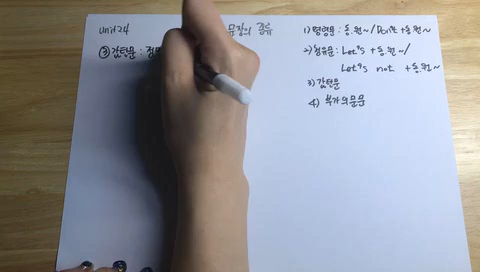 unit24
문장의 종류
③ 감탄문 : 정
1) 명령문 : 동.원~ / Don't + 동.원~
2) 청유문 : Let's + 동.원~ /
Let's not + 동.원~
3) 감탄문
4) 부가의문문